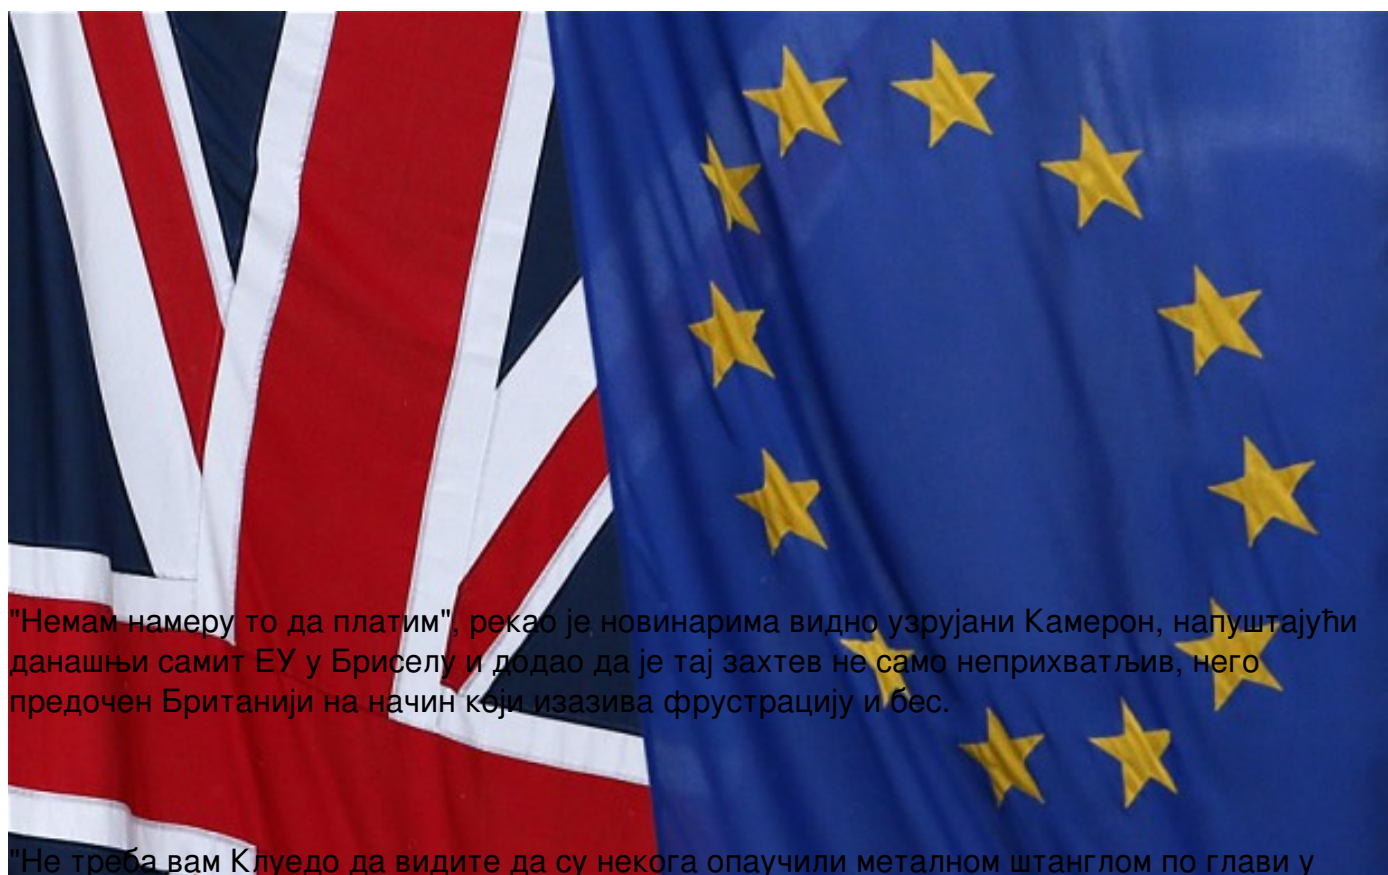 "Немам намеру то да платим", рекао је новинарима видно узрујани Камерон, напуштајући
данашњи самит ЕУ у Бриселу и додао да је тај захтев не само неприхватљив, него
предочен Британији на начин који изазива фрустрацију и бес.
"Не треба вам Клуедо да видите да су некога опаучили металном штанглом по глави у